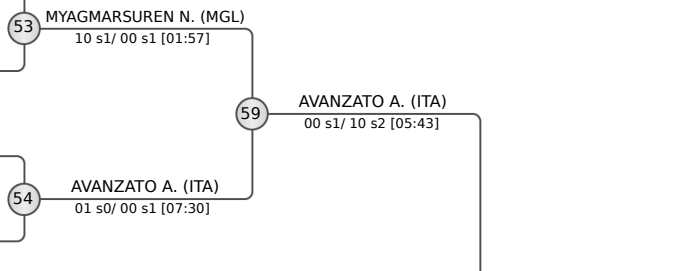 53
MYAGMARSUREN N. (MGL)
10 s1/ 00 s1 [01:57]
59
AVANZATO A. (ITA)
00 s1/ 10 s2 [05:43]
54
AVANZATO A. (ITA)
01 s0/ 00 s1 [07:30]